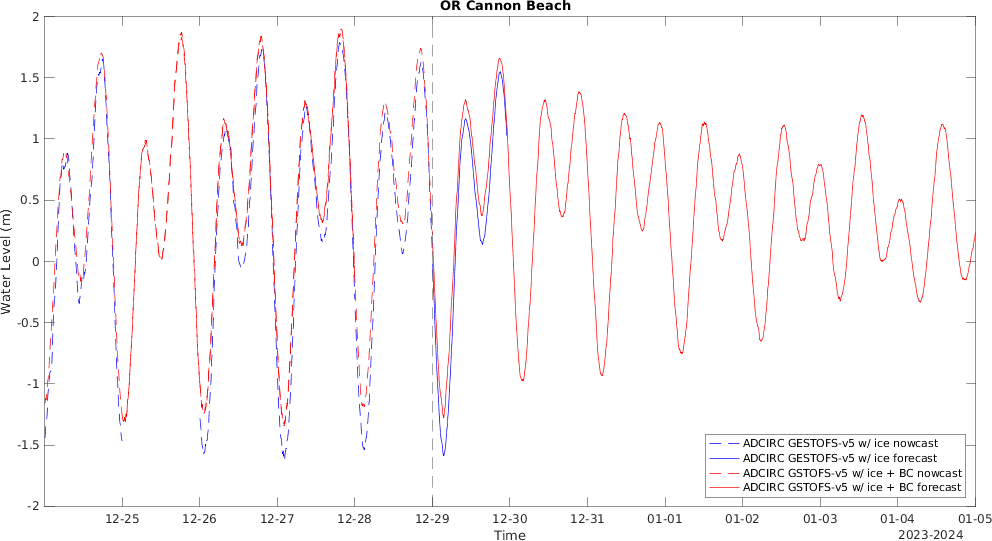 OR Cannon Beach
2
1.5
1
0.5
0
-0.5
-1
-1.5
-2
Water Level (m)
ADCIRC GESTOFS-v5 w/ ice nowcast
ADCIRC GESTOFS-v5 w/ ice forecast
ADCIRC GSTOFS-v5 w/ ice + BC nowcast
ADCIRC GSTOFS-v5 w/ ice + BC forecast
12-25 12-26 12-27 12-28 12-29 12-30 12-31 01-01 01-02 01-03 01-04 01-05
Time
2023-2024